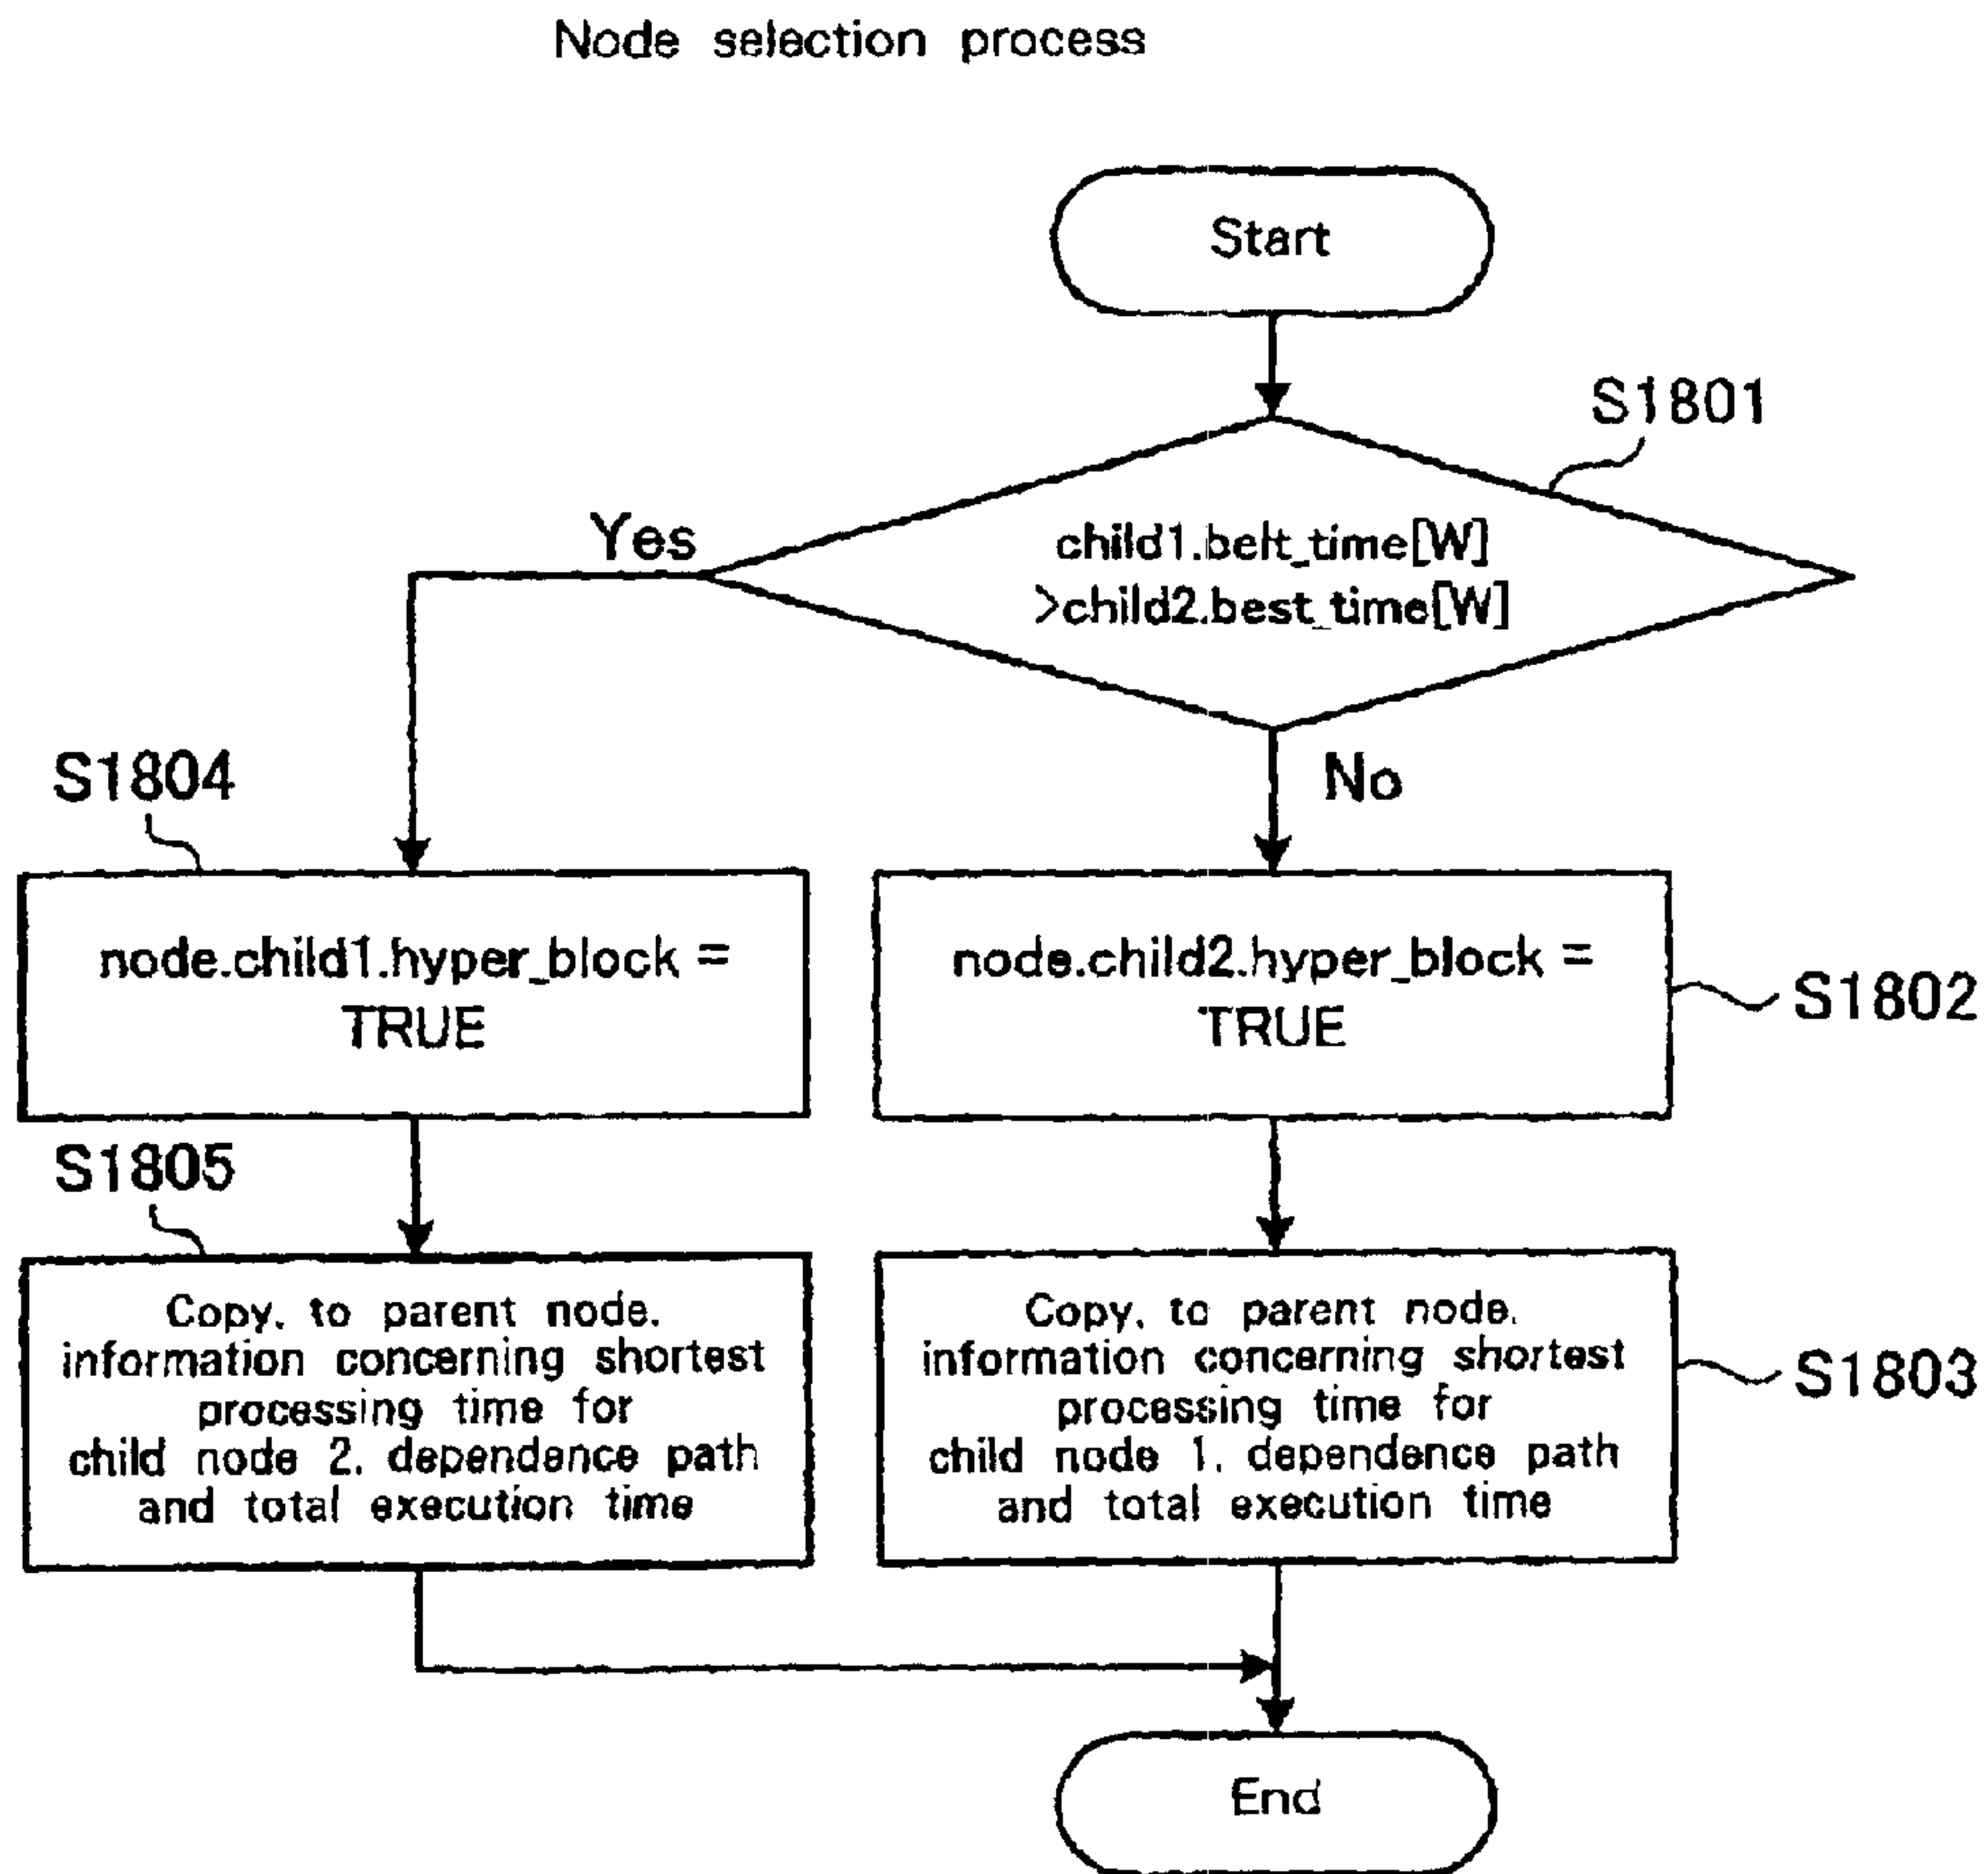 Node selection process
Start
S1801
child1.belt_time[W]
>child2.best_time[W]
Yes
No
S1804
node.child1.hyper_block =
TRUE
node.child2.hyper_block =
TRUE
S1802
S1805
Copy, to parent node,
information concerning shortest
processing time for
child node 2, dependence path
and total execution time
Copy, to parent node,
information concerning shortest
processing time for
child node 1, dependence path
and total execution time
S1803
End